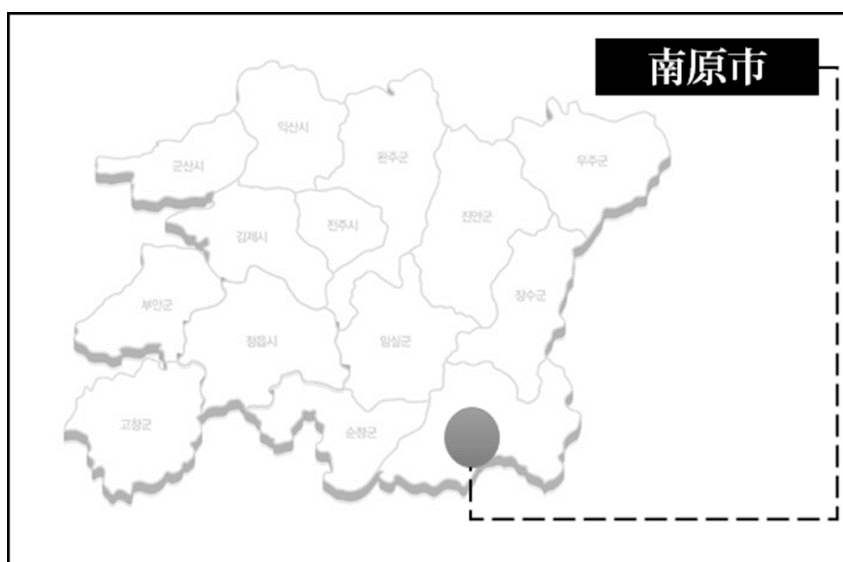 南原市
익산시
군산시
완주군
무주군
김제시
전주시
진안군
부안군
정읍시
임실군
장수군
고창군
순창군